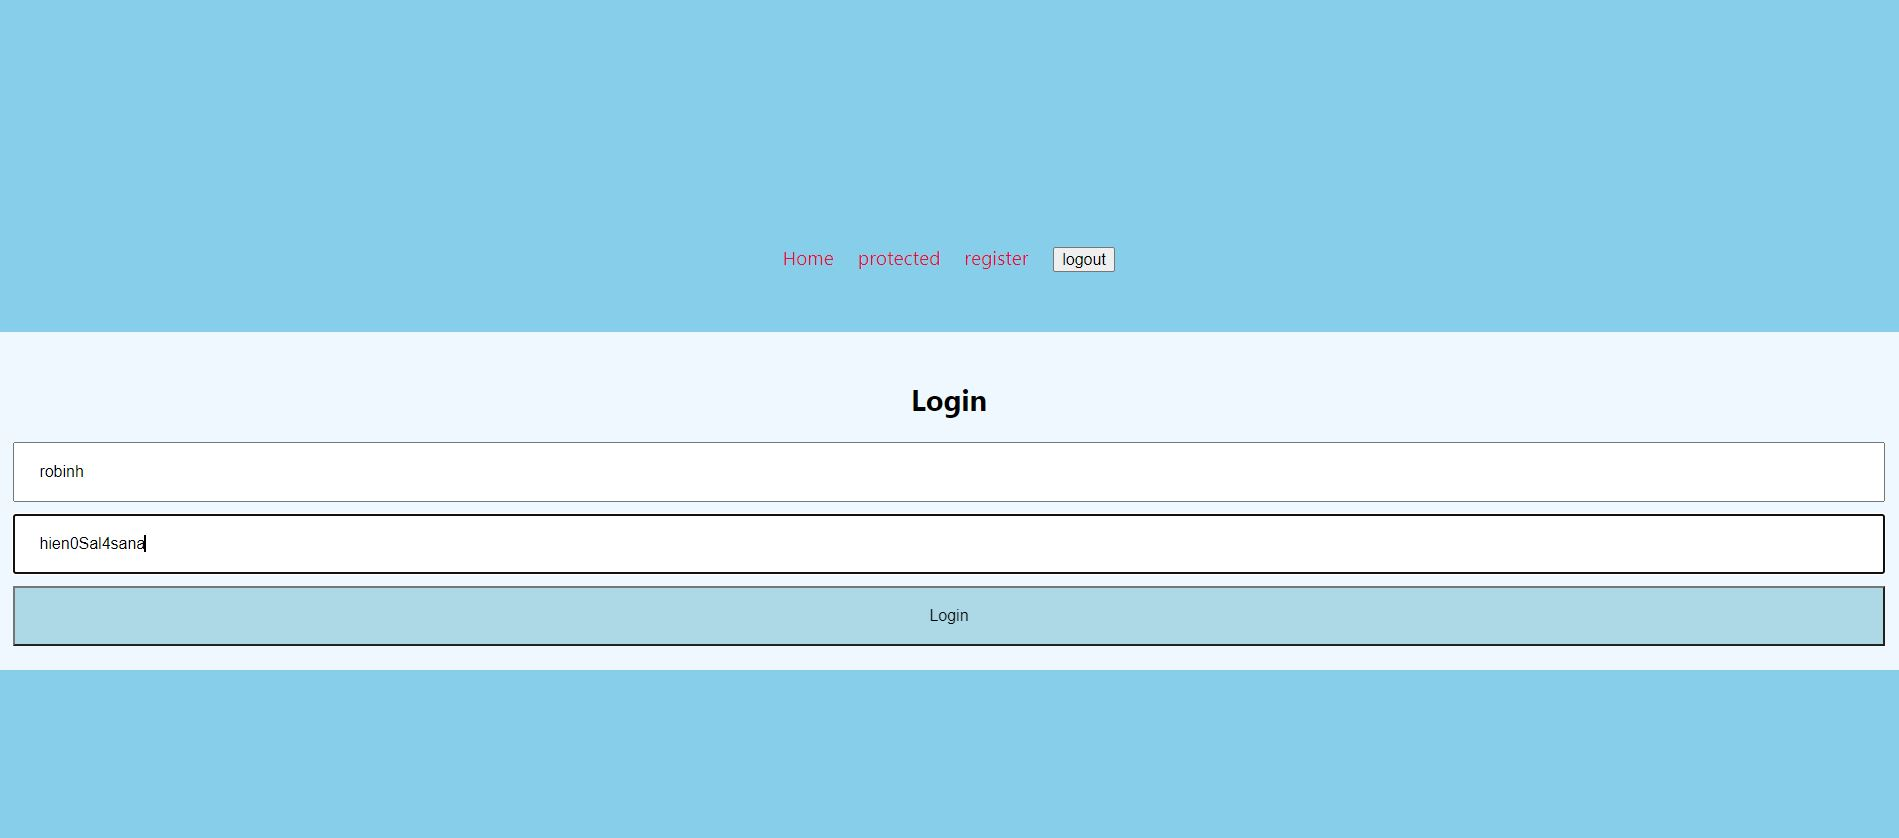 Home protected register logout
Login
robinh
hien0Sal4sana
Login